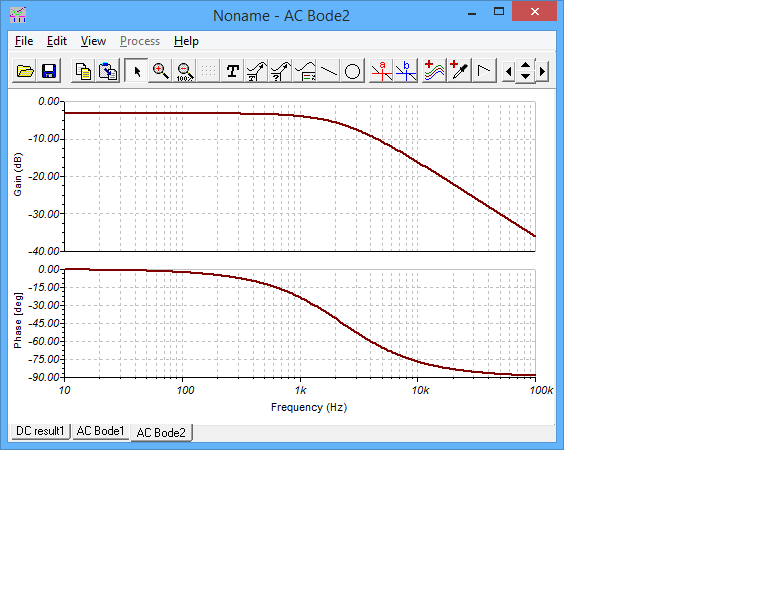 Noname - AC Bode2
File Edit View Process Help
100%
T
?
a
b
0.00
-10.00
-20.00
-30.00
-40.00
Gain (dB)
0.00
-15.00
-30.00
-45.00
-60.00
-75.00
-90.00
Phase [deg]
10 100 1k 10k 100k
Frequency (Hz)
DC result1 AC Bode1 AC Bode2